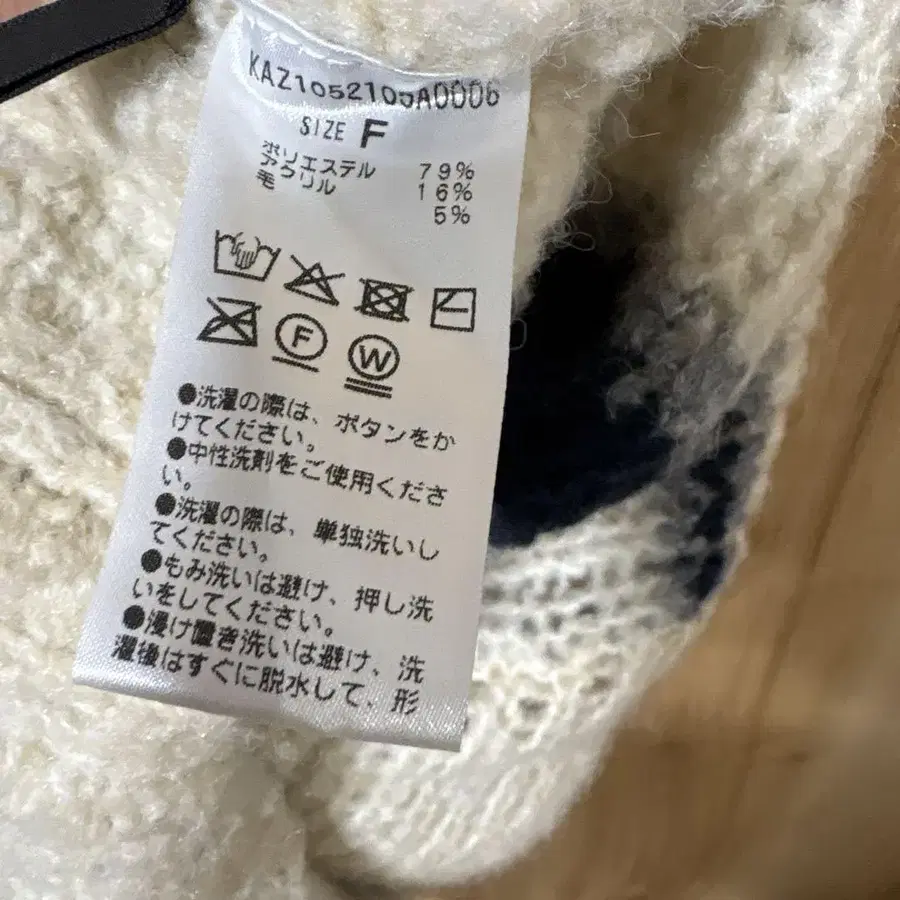 KAZ1052105A0006
SIZE F
ポリエステル 79%
アクリル 16%
毛 5%
F
W
●洗濯の際は、ボタンをか
けてください。
●中性洗剤をご使用くださ
い。
●洗濯の際は、単独洗いし
てください。
●もみ洗いは避け、押し洗
いをしてください。
●浸け置き洗いは避け、洗
濯後はすぐに脱水して、形